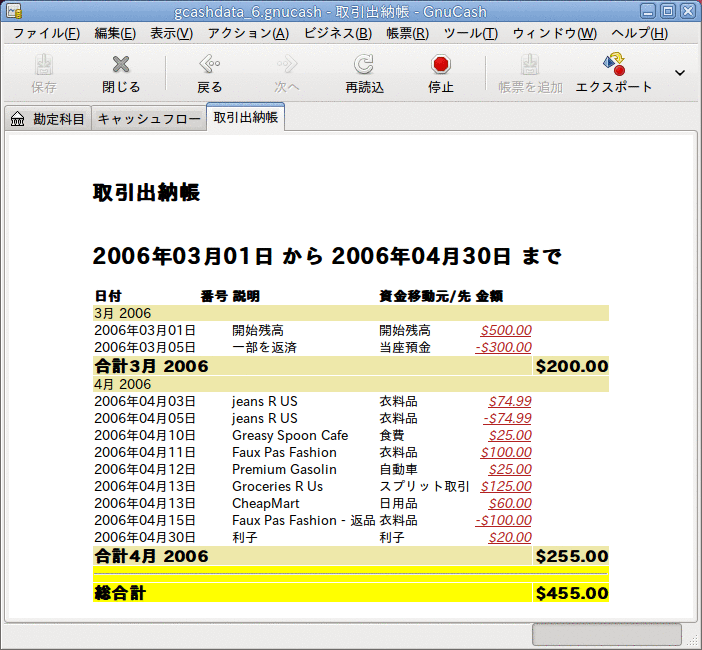 gcashdata_6.gnucash - 取引出納帳 - GnuCash
ファイル(F) 編集(E) 表示(V) アクション(A) ビジネス(B) 帳票(R) ツール(T) ウィンドウ(W) ヘルプ(H)
保存 閉じる 戻る 次へ 再読込 停止 帳票を追加 エクスポート
勘定科目 キャッシュフロー 取引出納帳
取引出納帳
2006年03月01日 から 2006年04月30日 まで
日付 番号 説明 資金移動元/先 金額
3月 2006
2006年03月01日 開始残高 開始残高 $500.00
2006年03月05日 一部を返済 当座預金 -$300.00
合計3月 2006 $200.00
4月 2006
2006年04月03日 jeans R US 衣料品 $74.99
2006年04月05日 jeans R US 衣料品 -$74.99
2006年04月10日 Greasy Spoon Cafe 食費 $25.00
2006年04月11日 Faux Pas Fashion 衣料品 $100.00
2006年04月12日 Premium Gasolin 自動車 $25.00
2006年04月13日 Groceries R Us スプリット取引 $125.00
2006年04月13日 CheapMart 日用品 $60.00
2006年04月15日 Faux Pas Fashion - 返品 衣料品 -$100.00
2006年04月30日 利子 利子 $20.00
合計4月 2006 $255.00
総合計 $455.00